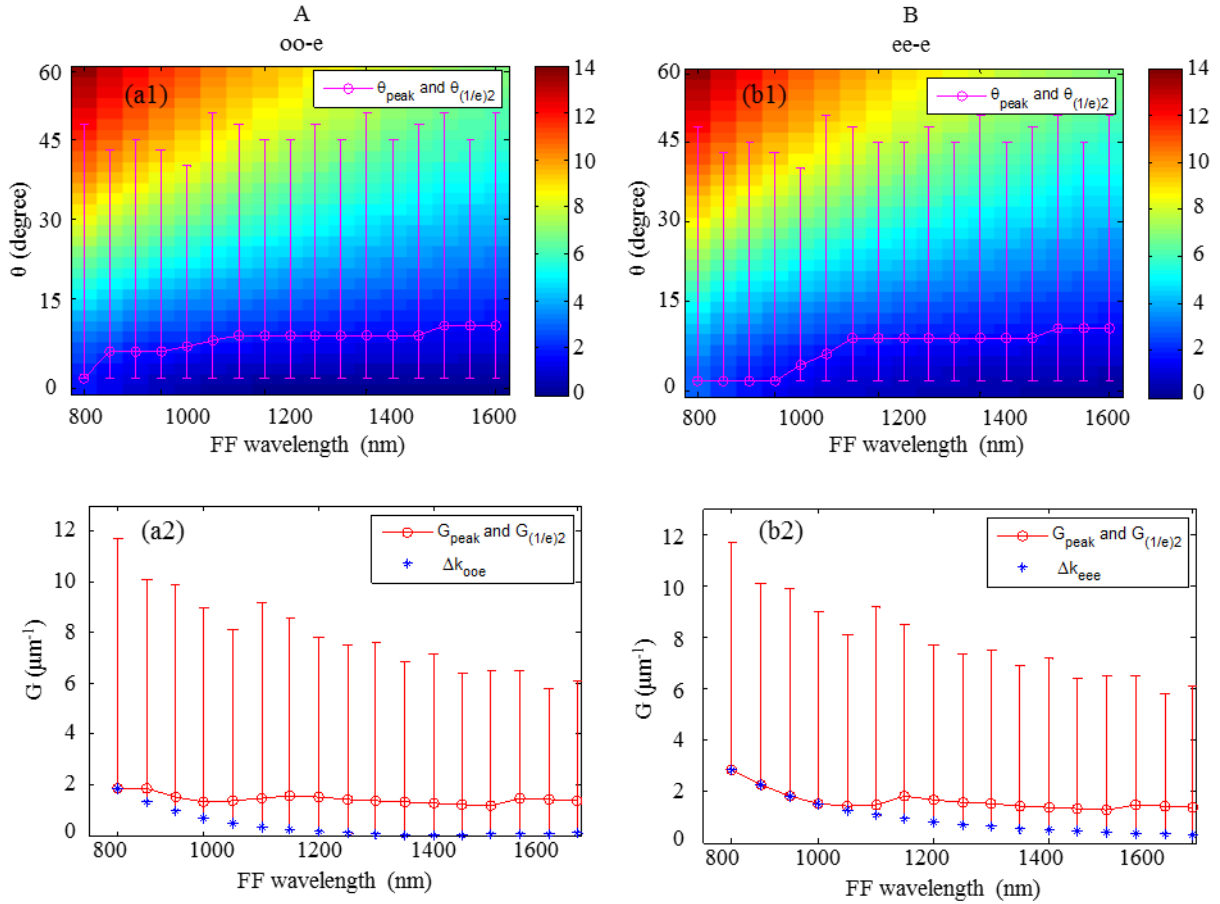 A
oo-e
(a1)
θpeak and θ(1/e)2
60
45
30
15
0
θ (degree)
800
1000
1200
1400
1600
FF wavelength (nm)
14
12
10
8
6
4
2
0
B
ee-e
(b1)
θpeak and θ(1/e)2
60
45
30
15
0
θ (degree)
800
1000
1200
1400
1600
FF wavelength (nm)
14
12
10
8
6
4
2
0
(a2)
Gpeak and G(1/e)2
Δkooe
12
10
8
6
4
2
0
G (μm-1)
800
1000
1200
1400
1600
FF wavelength (nm)
(b2)
Gpeak and G(1/e)2
Δkeee
12
10
8
6
4
2
0
G (μm-1)
800
1000
1200
1400
1600
FF wavelength (nm)